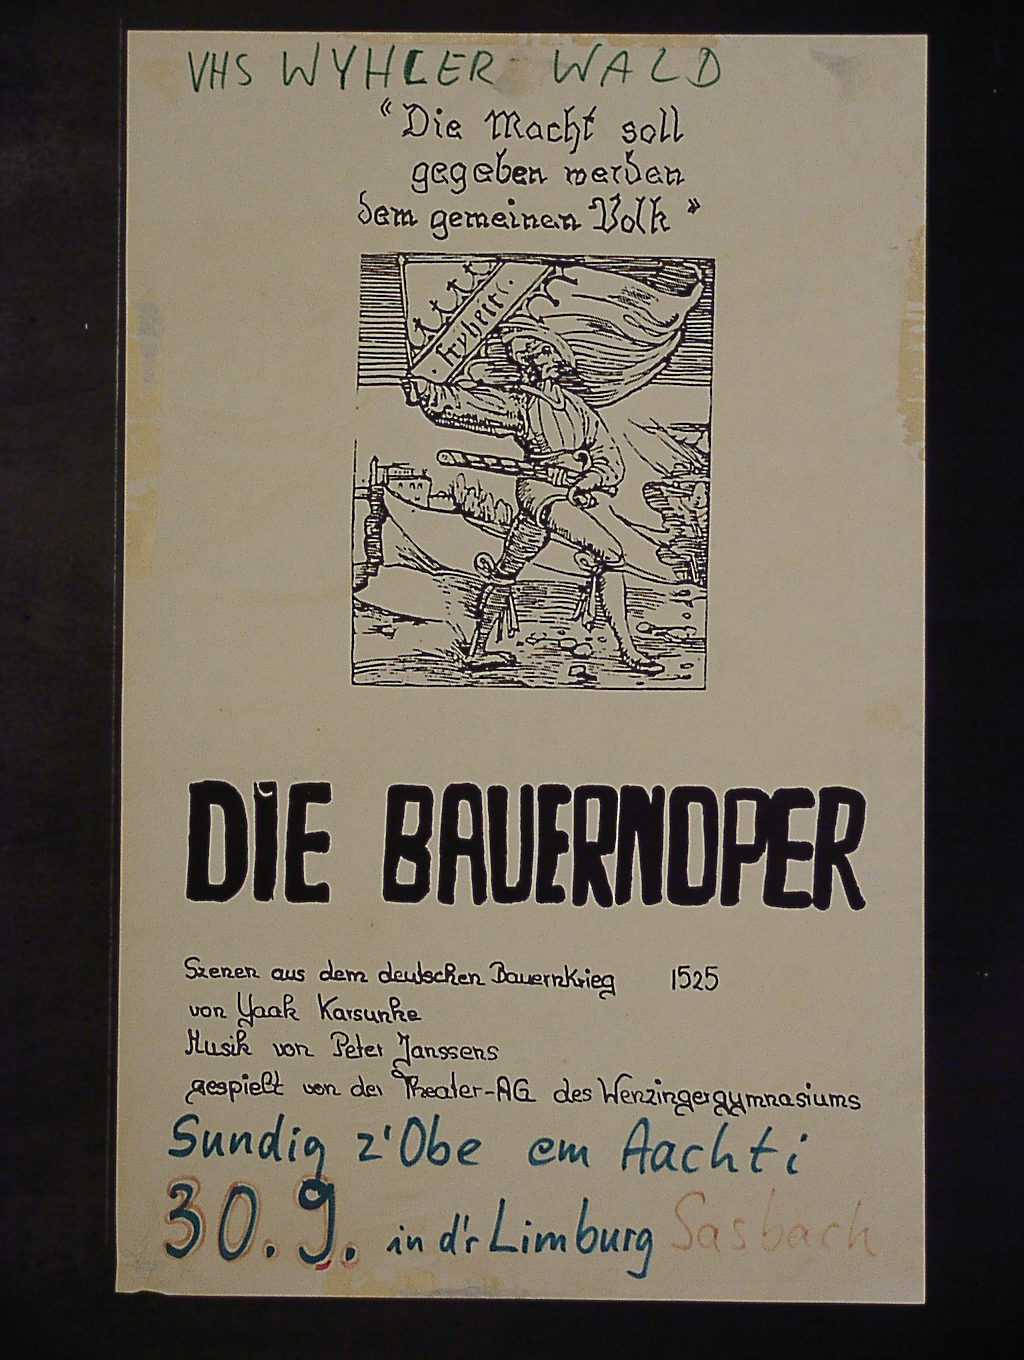 VHS WYHLER WALD
"Die Macht soll
gegeben werden
dem gemeinen Volk"
Fryheit
DIE BAUERNOPER
Szenen aus dem deutschen Bauernkrieg 1525
von Yaak Karsunke
Musik von Peter Janssens
gespielt von der Theater-AG des Wenzingergymnasiums
Sundig z'Obe em Aachti
30.9. in d'r Limburg Sasbach